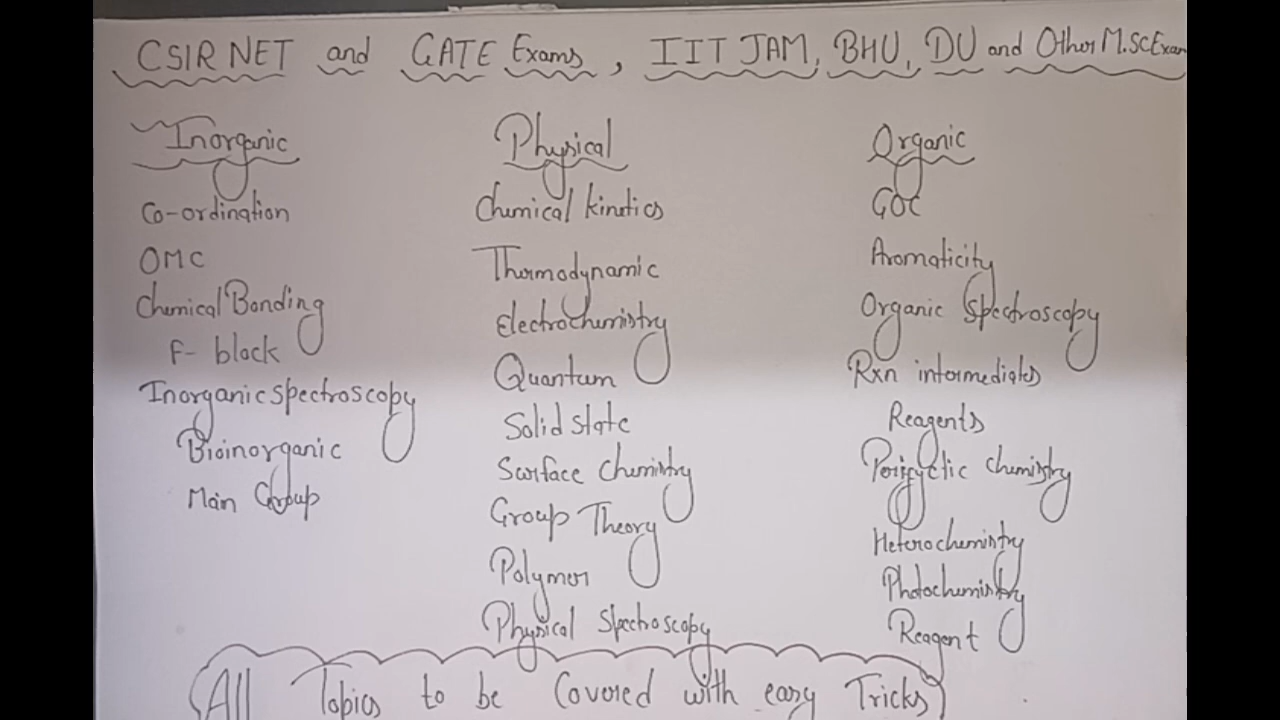 CSIR NET and GATE Exams, IIT JAM, BHU, DU and Other M.SC Exam
Inorganic
Co-ordination
OMC
Chemical Bonding
F- block
Inorganic spectroscopy
Bioinorganic
Main Group
Physical
Chemical kinetics
Thermodynamic
Electrochemistry
Quantum
Solid state
Surface chemistry
Group Theory
Polymer
Physical Spectroscopy
Organic
GOC
Aromaticity
Organic Spectroscopy
Rxn intermediates
Reagents
Pericyclic chemistry
Heterochemistry
Photochemistry
Reagent
All Topics to be Covered with easy Tricks